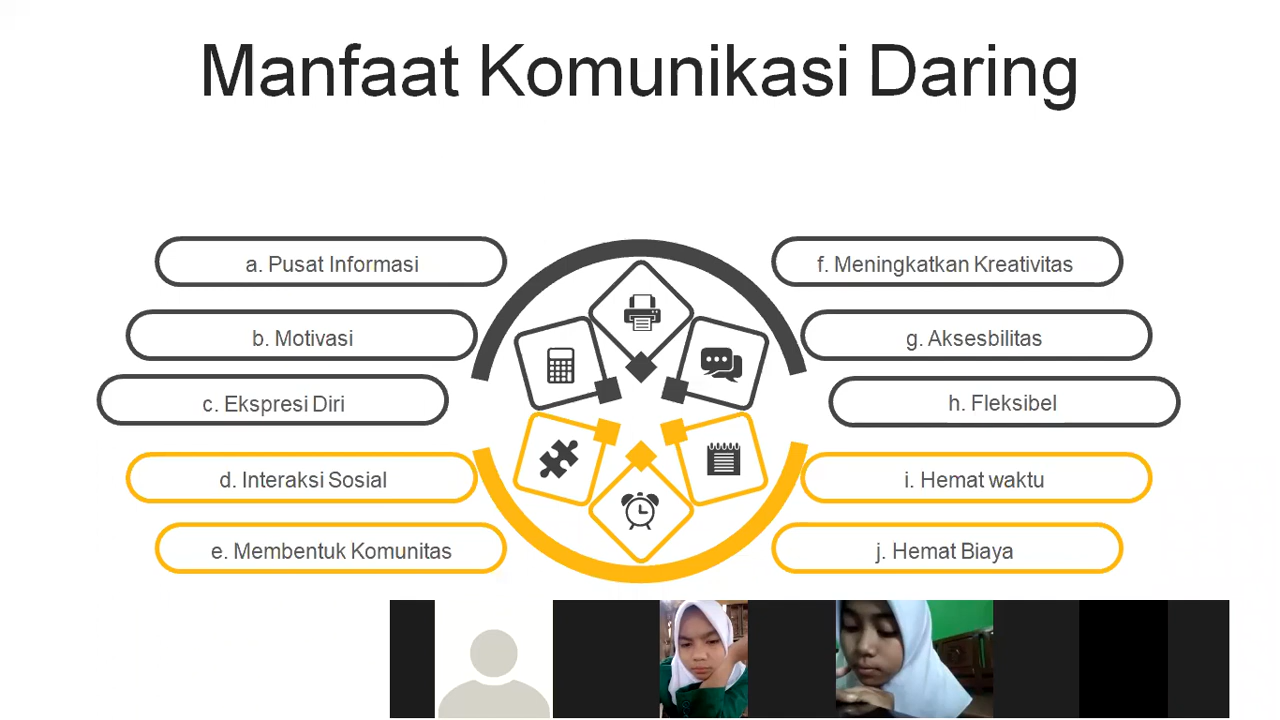 Manfaat Komunikasi Daring
a. Pusat Informasi
b. Motivasi
c. Ekspresi Diri
d. Interaksi Sosial
e. Membentuk Komunitas
f. Meningkatkan Kreativitas
g. Aksesbilitas
h. Fleksibel
i. Hemat waktu
j. Hemat Biaya